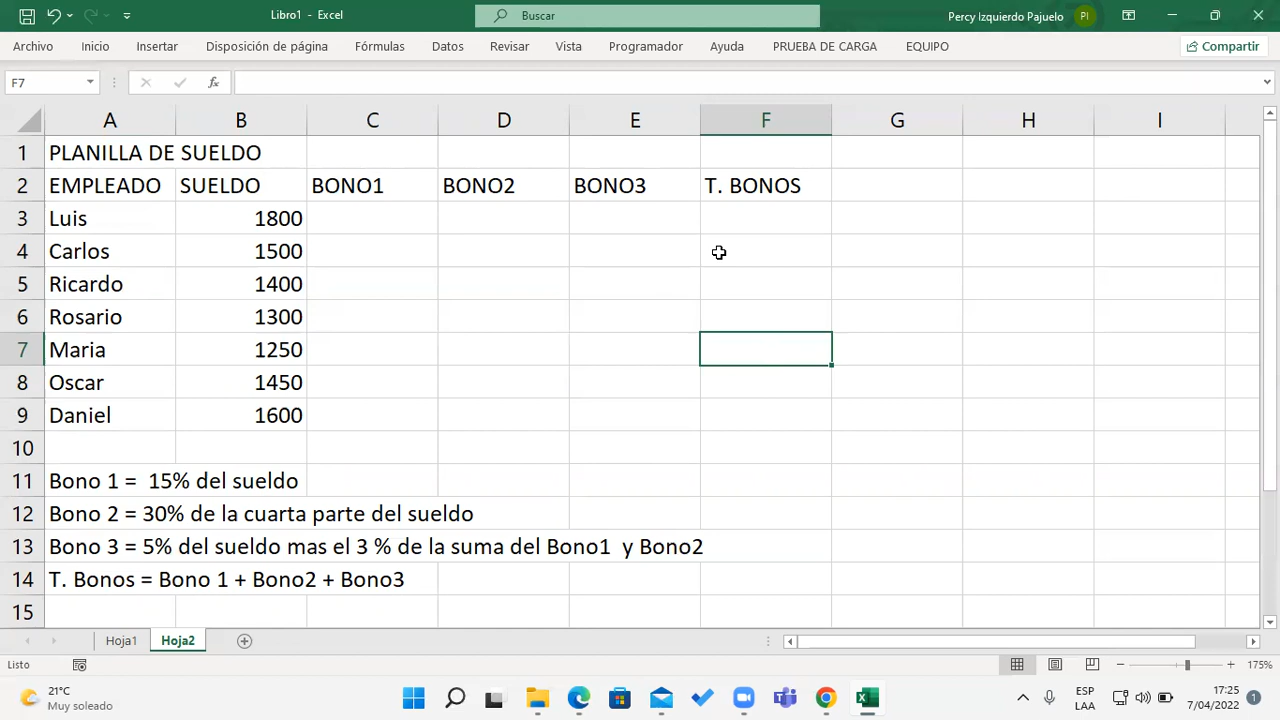 Libro1 - Excel
Buscar
Percy Izquierdo Pajuelo
PI
Archivo Inicio Insertar Disposición de página Fórmulas Datos Revisar Vista Programador Ayuda PRUEBA DE CARGA EQUIPO Compartir
F7 fx
A B C D E F G H I
1 PLANILLA DE SUELDO
2 EMPLEADO SUELDO BONO1 BONO2 BONO3 T. BONOS
3 Luis 1800
4 Carlos 1500
5 Ricardo 1400
6 Rosario 1300
7 Maria 1250
8 Oscar 1450
9 Daniel 1600
10
11 Bono 1 =  15% del sueldo
12 Bono 2 = 30% de la cuarta parte del sueldo
13 Bono 3 = 5% del sueldo mas el 3 % de la suma del Bono1  y Bono2
14 T. Bonos = Bono 1 + Bono2 + Bono3
15
Hoja1 Hoja2
Listo 175%
21°C
Muy soleado
ESP
LAA
17:25
7/04/2022
1